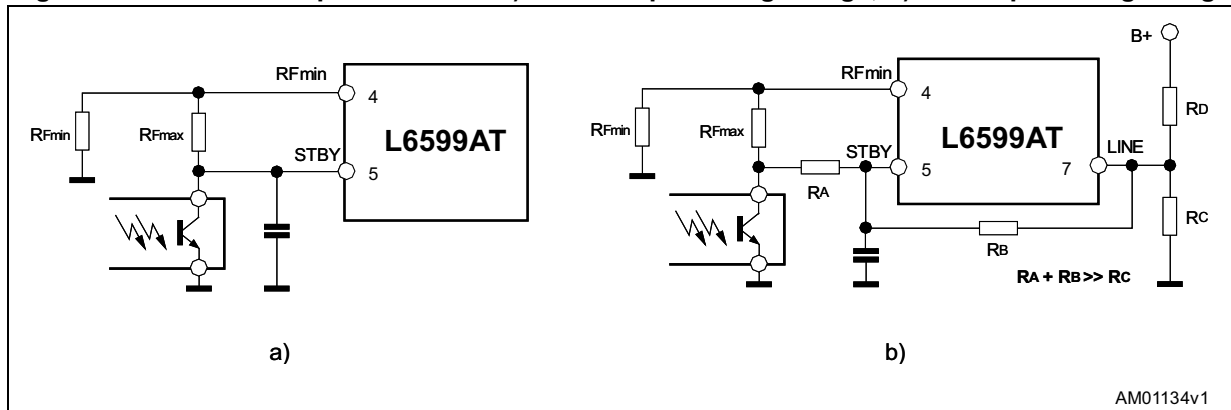 RFmin
4
RFmin
RFmax
L6599AT
STBY
5
a)
B+
RFmin
4
RD
RFmin
RFmax
L6599AT
STBY
LINE
5
7
RA
RC
RB
RA + RB >> RC
b)
AM01134v1